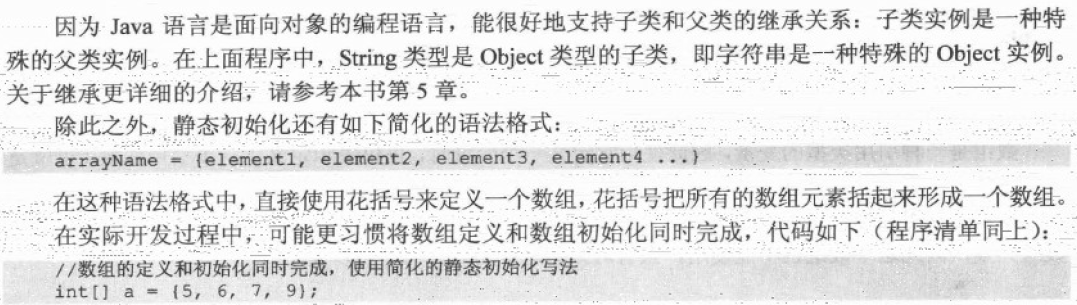 因为 Java 语言是面向对象的编程语言，能很好地支持子类和父类的继承关系：子类实例是一种特
殊的父类实例。在上面程序中，String 类型是 Object 类型的子类，即字符串是一种特殊的 Object 实例。
关于继承更详细的介绍，请参考本书第 5 章。
除此之外，静态初始化还有如下简化的语法格式：
arrayName = {element1, element2, element3, element4 ...}
在这种语法格式中，直接使用花括号来定义一个数组，花括号把所有的数组元素括起来形成一个数组。
在实际开发过程中，可能更习惯将数组定义和数组初始化同时完成，代码如下（程序清单同上）：
//数组的定义和初始化同时完成，使用简化的静态初始化写法
int[] a = {5, 6, 7, 9};